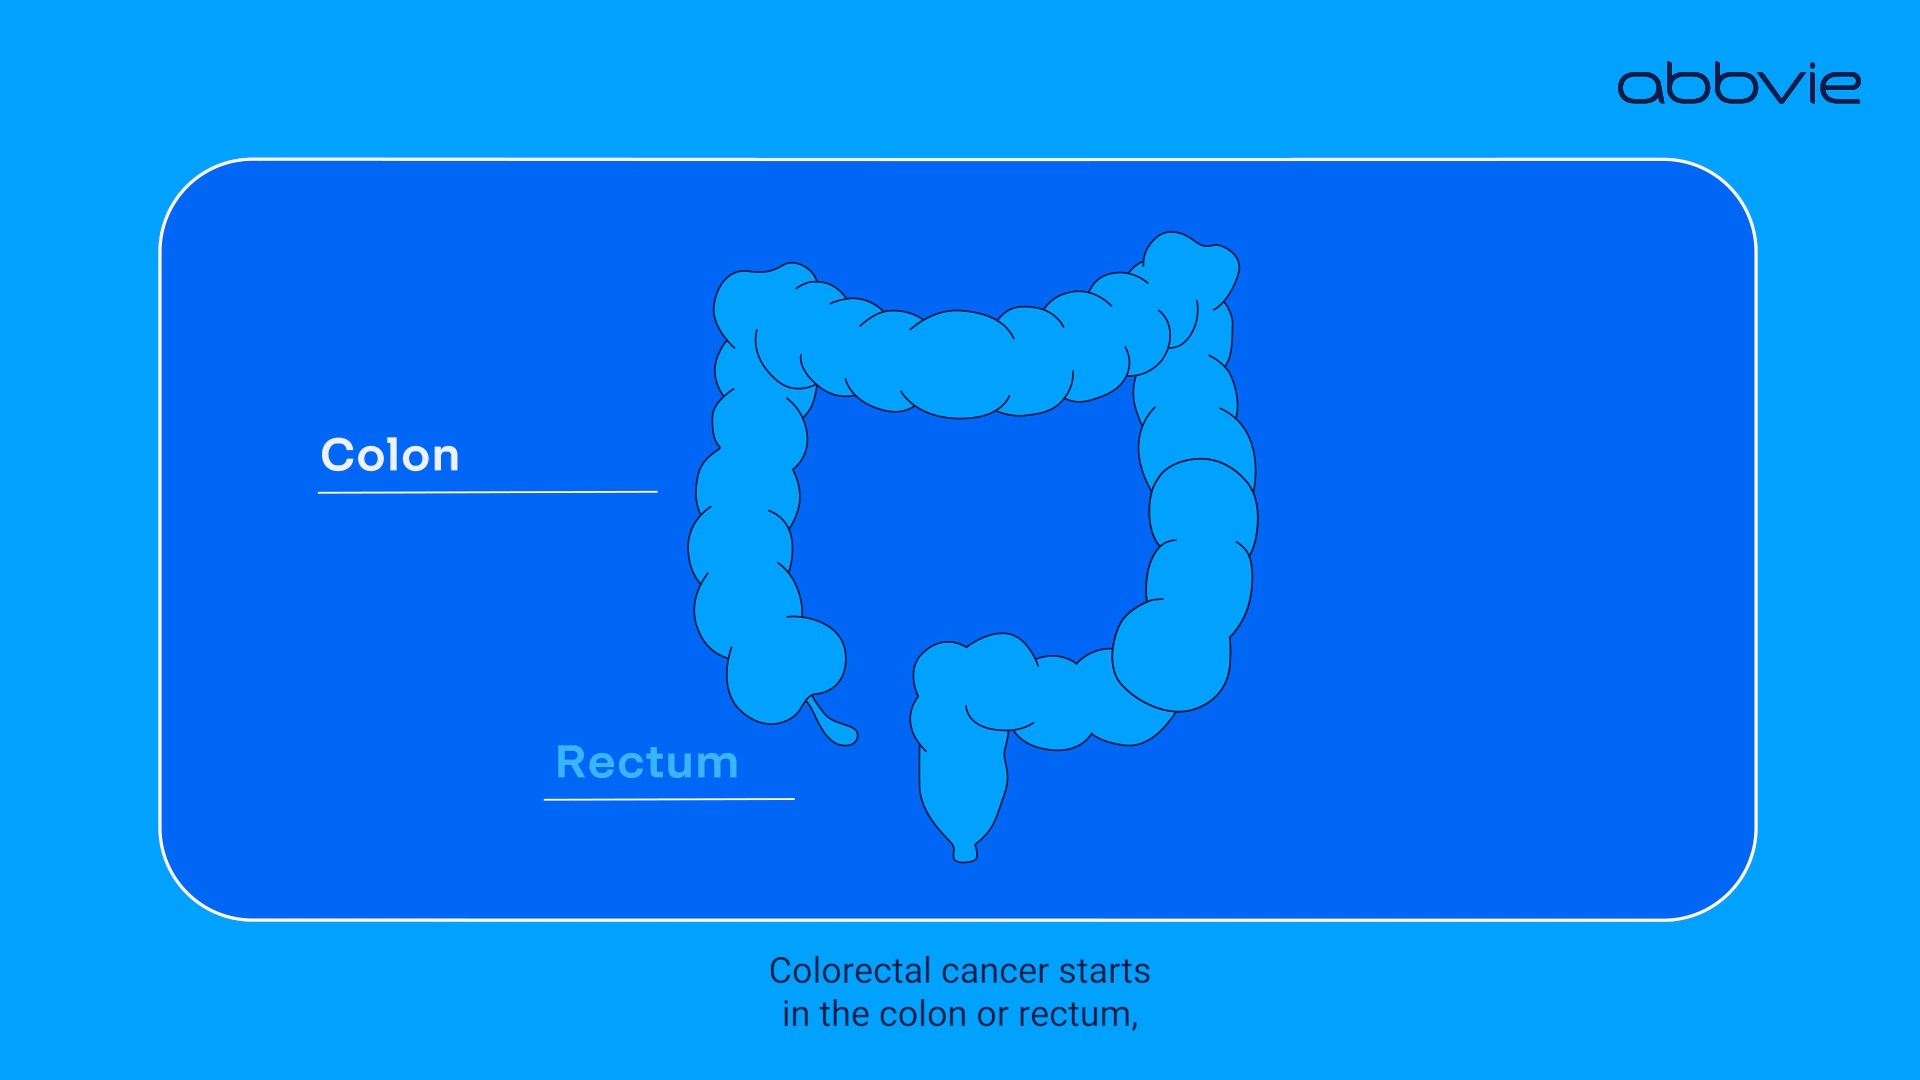 abbvie
Colon
Rectum
Colorectal cancer starts
in the colon or rectum,